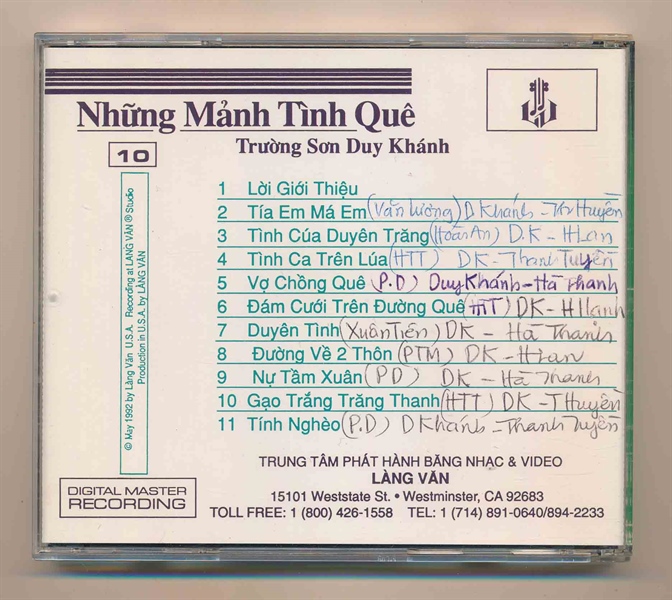 Những Mảnh Tình Quê
Trường Sơn Duy Khánh
10
1 Lời Giới Thiệu
2 Tía Em Má Em (Văn Lương) D Khánh - Th Huyền
3 Tình Cúa Duyên Trăng (Hoài An) D.K - HLan
4 Tình Ca Trên Lúa (HTT) DK - Thanh Tuyền
5 Vợ Chồng Quê (P.D) Duy Khánh - Hà Thanh
6 Đám Cưới Trên Đường Quê (HTT) DK - H
7 Duyên Tình (Xuân Tiên) DK - Hà Thanh
8 Đường Về 2 Thôn (PTM) DK - HLan
9 Nụ Tầm Xuân (PD) DK - Hà Thanh
10 Gạo Trắng Trăng Thanh (HTT) DK - T Huyền
11 Tính Nghèo (P.D) D Khánh - Thanh Tuyền
© May 1992 by Làng Văn U.S.A. Recording at LÀNG VĂN ® Studio
Production in U.S.A. by LÀNG VĂN
DIGITAL MASTER
RECORDING
TRUNG TÂM PHÁT HÀNH BĂNG NHẠC & VIDEO
LÀNG VĂN
15101 Weststate St. • Westminster, CA 92683
TOLL FREE: 1 (800) 426-1558 TEL: 1 (714) 891-0640/894-2233